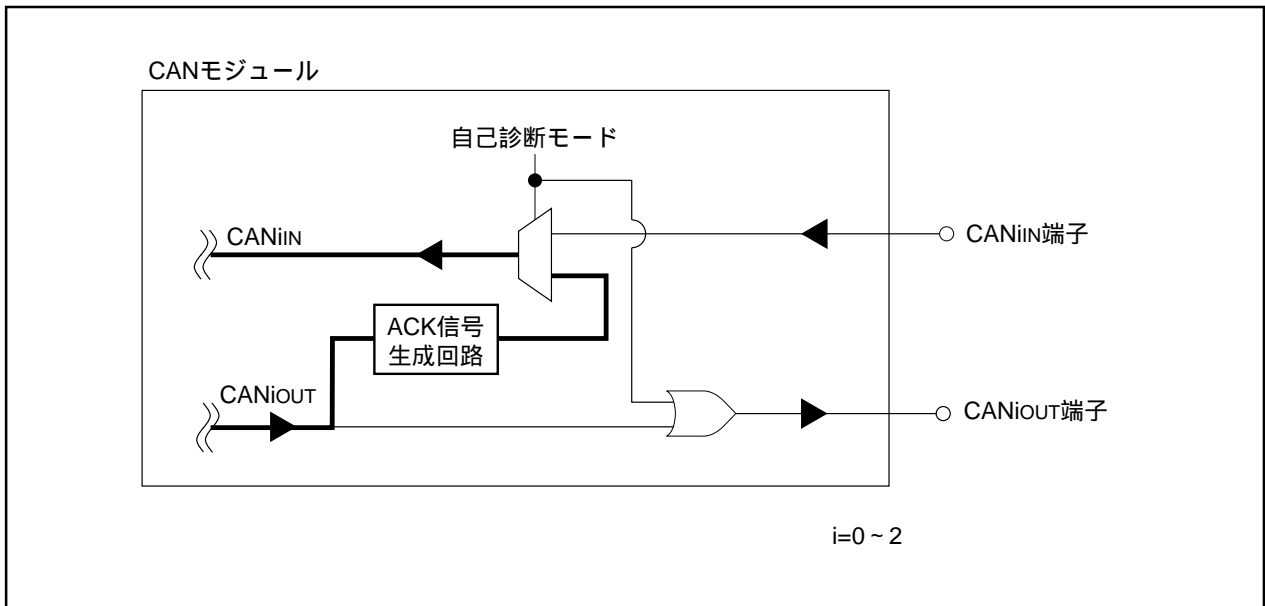 CANモジュール
自己診断モード
CANiIN
CANiIN端子
ACK信号
生成回路
CANiOUT
CANiOUT端子
i=0 ~ 2